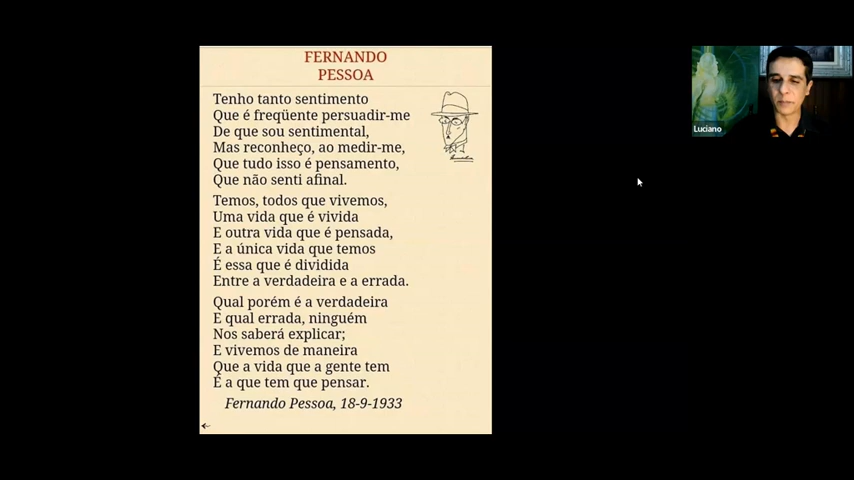 FERNANDO
PESSOA
Tenho tanto sentimento
Que é freqüente persuadir-me
De que sou sentimental,
Mas reconheço, ao medir-me,
Que tudo isso é pensamento,
Que não senti afinal.
Temos, todos que vivemos,
Uma vida que é vivida
E outra vida que é pensada,
E a única vida que temos
É essa que é dividida
Entre a verdadeira e a errada.
Qual porém é a verdadeira
E qual errada, ninguém
Nos saberá explicar;
E vivemos de maneira
Que a vida que a gente tem
É a que tem que pensar.
Fernando Pessoa, 18-9-1933
Luciano